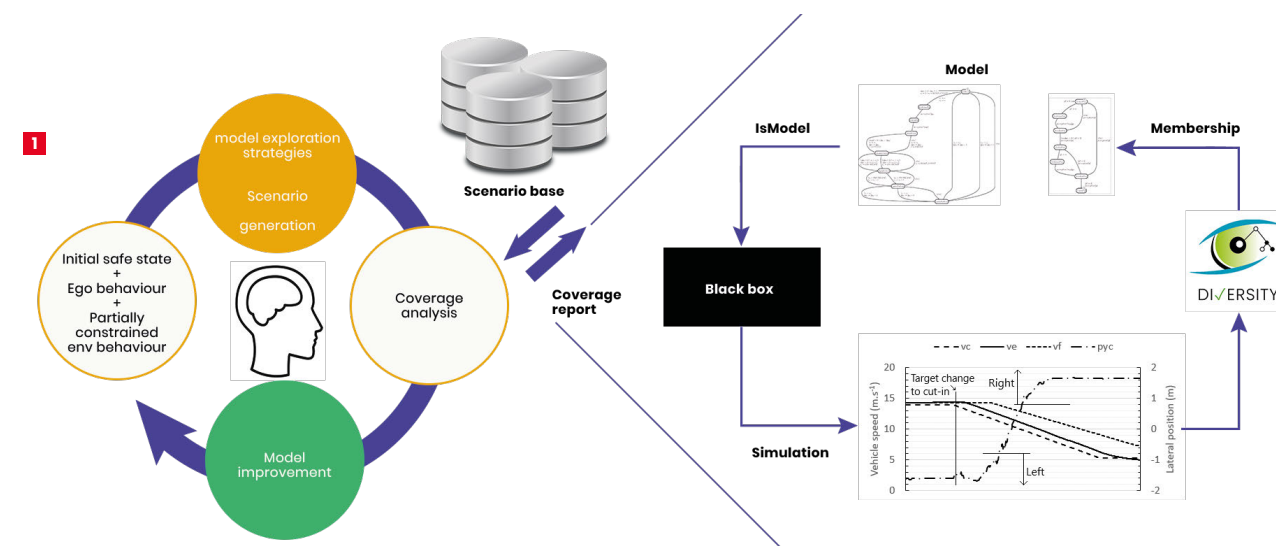 1
model exploration
strategies
Scenario
generation
Initial safe state
+
Ego behaviour
+
Partially
constrained
env behaviour
Coverage
analysis
Model
improvement
Scenario base
Coverage
report
Model
IsModel
Membership
Black box
DIVERSITY
Simulation
vc
ve
vf
pyc
Vehicle speed (m.s⁻¹)
20
15
10
5
0
Target change
to cut-in
Right
Left
2
1
0
-1
-2
Lateral position (m)